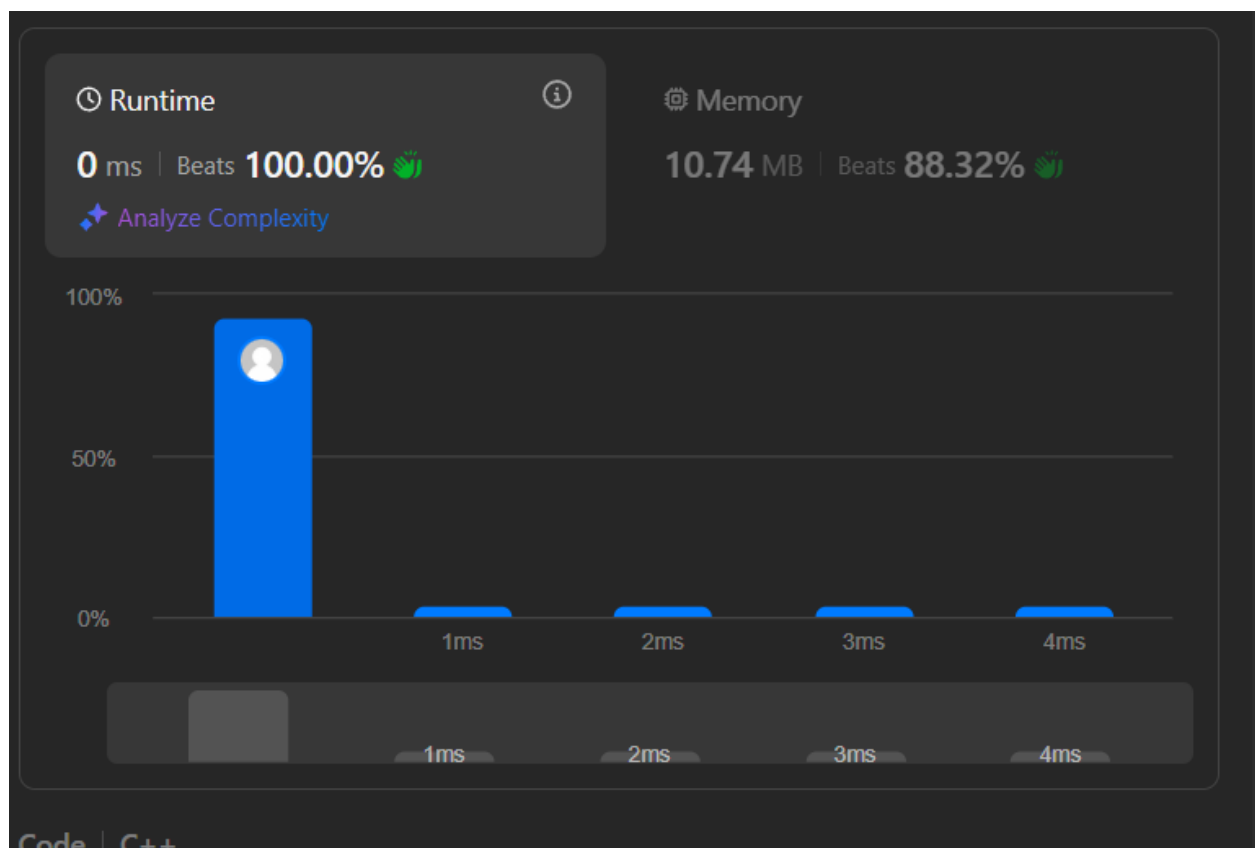 Runtime
0 ms | Beats 100.00%
Analyze Complexity
Memory
10.74 MB | Beats 88.32%
100%
50%
0%
1ms 2ms 3ms 4ms
1ms 2ms 3ms 4ms
Code | C++